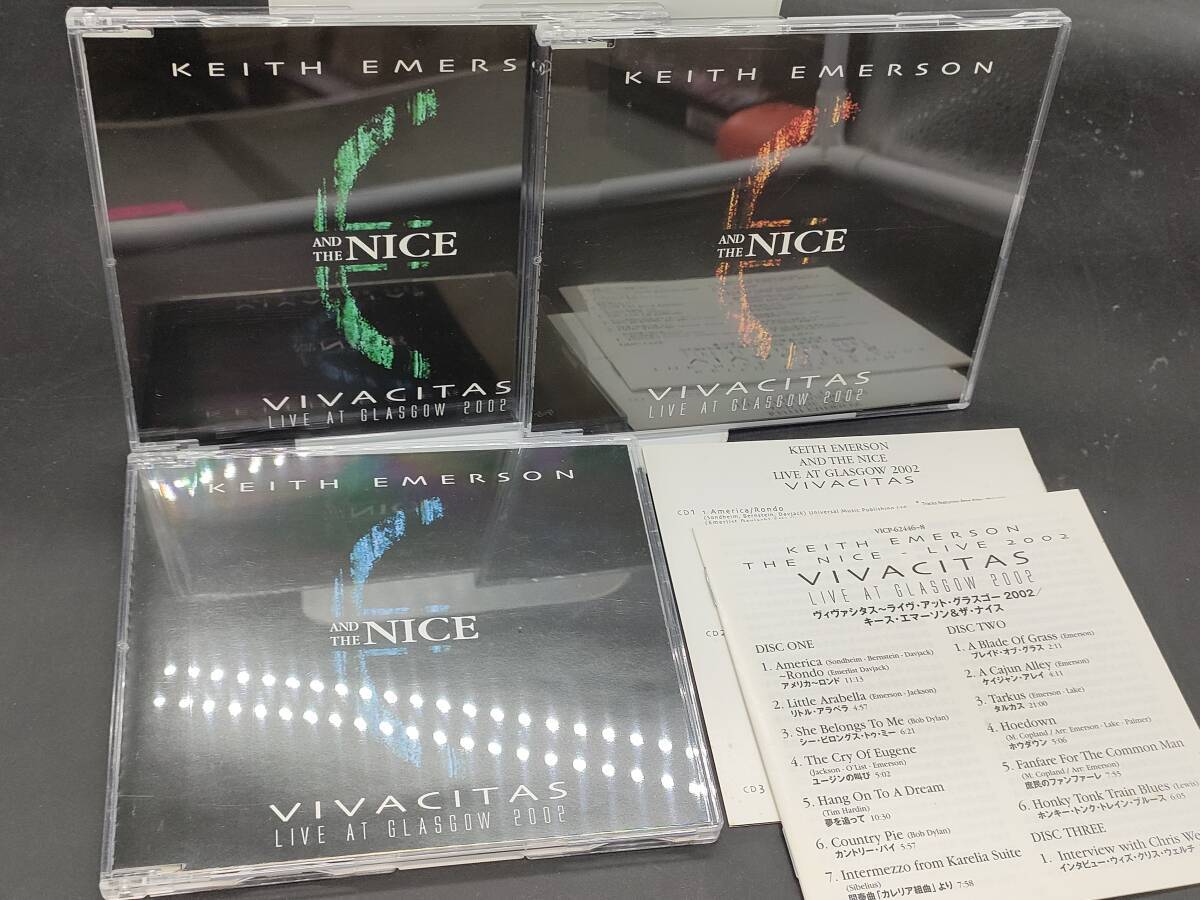 KEITH EMERS
AND
THE NICE
VIVACITAS
LIVE AT GLASGOW 2002
KEITH EMERSON
AND
THE NICE
VIVACITAS
LIVE AT GLASGOW 2002
KEITH EMERSON
AND
THE NICE
VIVACITAS
LIVE AT GLASGOW 2002
KEITH EMERSON
AND THE NICE
LIVE AT GLASGOW 2002
VIVACITAS
CD1 1.America/Rondo
(Sondheim, Bernstein, Davjack) Universal Music Publishing
CD2
CD3
VICP-62446~8
KEITH EMERSON
THE NICE - LIVE 2002
VIVACITAS
LIVE AT GLASGOW 2002
ヴィヴァシタス~ライヴ・アット・グラスゴー 2002/
キース・エマーソン&ザ・ナイス
DISC ONE
1. America (Sondheim · Bernstein · Davjack)
~Rondo (Emerlist Davjack)
アメリカ~ロンド 11:13
2. Little Arabella (Emerson · Jackson)
リトル・アラベラ 4:57
3. She Belongs To Me (Bob Dylan)
シー・ビロングス・トゥ・ミー 6:21
4. The Cry Of Eugene
(Jackson · O'List · Emerson)
ユージンの叫び 5:02
5. Hang On To A Dream
(Tim Hardin)
夢を追って 10:30
6. Country Pie (Bob Dylan)
カントリー・パイ 5:57
7. Intermezzo from Karelia Suite
(Sibelius)
間奏曲「カレリア組曲」より 7:58
DISC TWO
1. A Blade Of Grass (Emerson)
ブレイド・オブ・グラス 2:11
2. A Cajun Alley (Emerson)
ケイジャン・アレイ 4:11
3. Tarkus (Emerson · Lake)
タルカス 21:00
4. Hoedown
(M. Copland / Arr. Emerson · Lake · Palmer)
ホウダウン 5:06
5. Fanfare For The Common Man
(M. Copland / Arr. Emerson)
庶民のファンファーレ 7:55
6. Honky Tonk Train Blues (Lewis)
ホンキー・トンク・トレイン・ブルース 6:05
DISC THREE
1. Interview with Chris We
インタビュー・ウィズ・クリス・ウェルチ